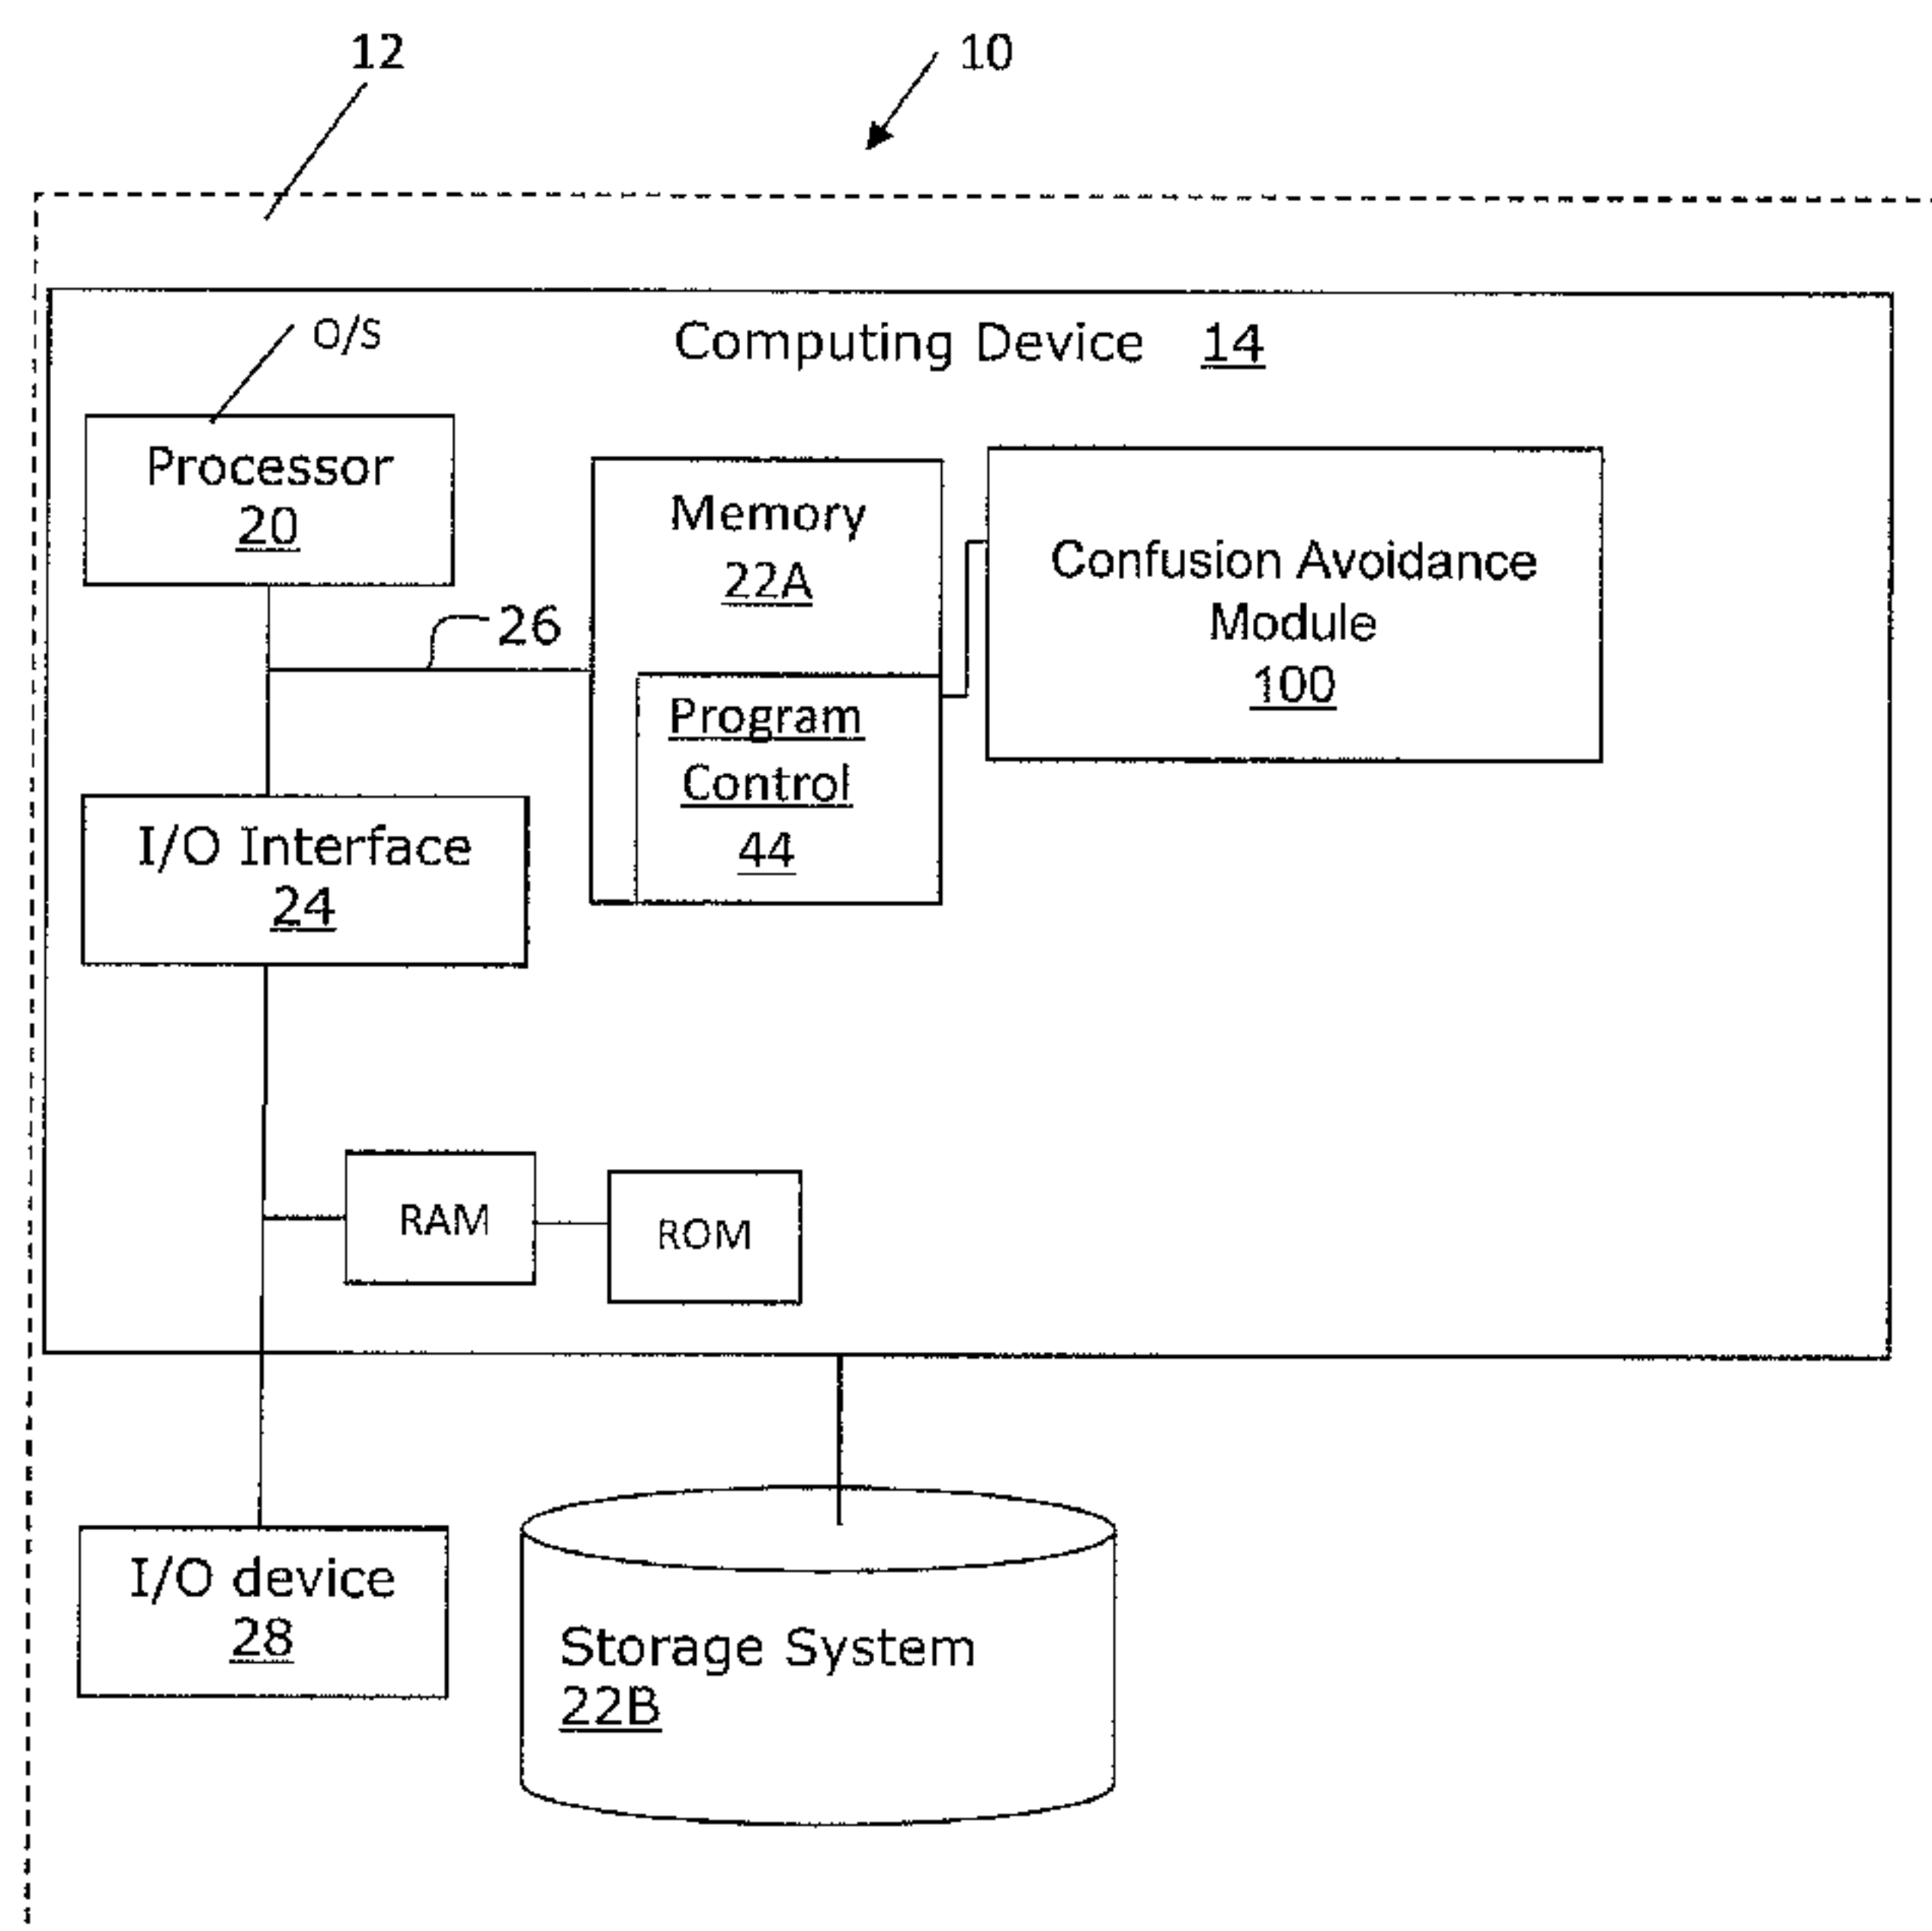 12
10
O/S
Computing Device 14
Processor
20
Memory
22A
Confusion Avoidance
Module
100
26
Program
Control
44
I/O Interface
24
RAM
ROM
I/O device
28
Storage System
22B